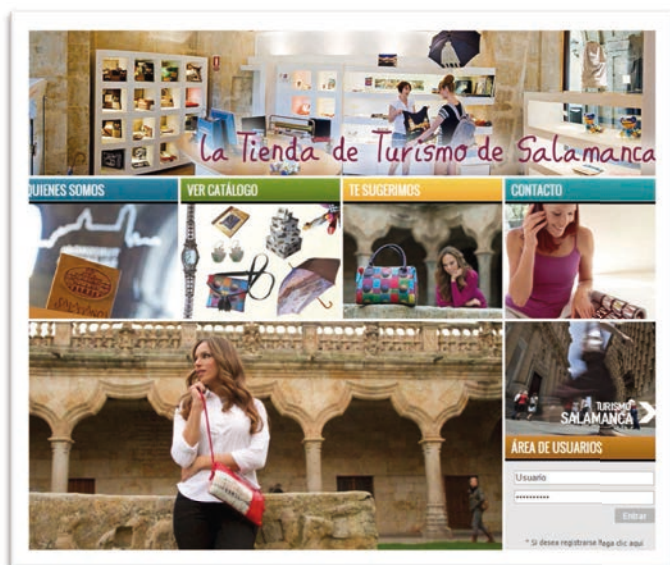 La Tienda de Turismo de Salamanca
QUIENES SOMOS
VER CATÁLOGO
TE SUGERIMOS
CONTACTO
TURISMO
SALAMANCA
ÁREA DE USUARIOS
Usuario
••••••••••
Entrar
* Si desea registrarse haga clic aquí